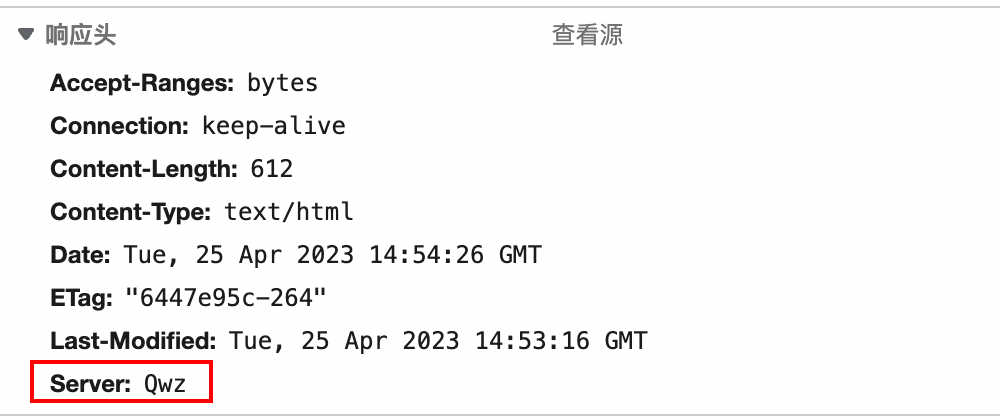 响应头 查看源
Accept-Ranges: bytes
Connection: keep-alive
Content-Length: 612
Content-Type: text/html
Date: Tue, 25 Apr 2023 14:54:26 GMT
ETag: "6447e95c-264"
Last-Modified: Tue, 25 Apr 2023 14:53:16 GMT
Server: Qwz